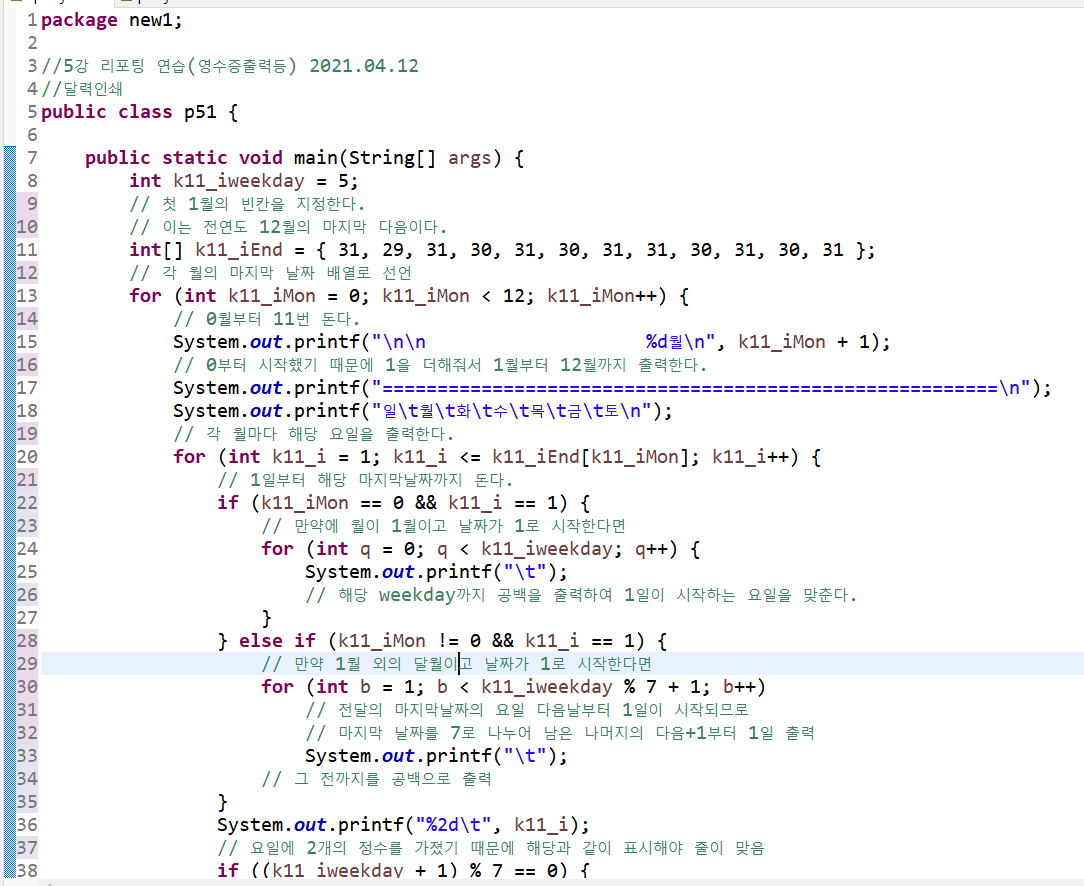 1 package new1;
2
3 //5강 리포팅 연습(영수증출력등) 2021.04.12
4 //달력인쇄
5 public class p51 {
6
7     public static void main(String[] args) {
8         int k11_iweekday = 5;
9         // 첫 1월의 빈칸을 지정한다.
10         // 이는 전연도 12월의 마지막 다음이다.
11         int[] k11_iEnd = { 31, 29, 31, 30, 31, 30, 31, 31, 30, 31, 30, 31 };
12         // 각 월의 마지막 날짜 배열로 선언
13         for (int k11_iMon = 0; k11_iMon < 12; k11_iMon++) {
14             // 0월부터 11번 돈다.
15             System.out.printf("\n\n                    %d월\n", k11_iMon + 1);
16             // 0부터 시작했기 때문에 1을 더해줘서 1월부터 12월까지 출력한다.
17             System.out.printf("========================================================\n");
18             System.out.printf("일\t월\t화\t수\t목\t금\t토\n");
19             // 각 월마다 해당 요일을 출력한다.
20             for (int k11_i = 1; k11_i <= k11_iEnd[k11_iMon]; k11_i++) {
21                 // 1일부터 해당 마지막날짜까지 돈다.
22                 if (k11_iMon == 0 && k11_i == 1) {
23                     // 만약에 월이 1월이고 날짜가 1로 시작한다면
24                     for (int q = 0; q < k11_iweekday; q++) {
25                         System.out.printf("\t");
26                         // 해당 weekday까지 공백을 출력하여 1일이 시작하는 요일을 맞춘다.
27                     }
28                 } else if (k11_iMon != 0 && k11_i == 1) {
29                     // 만약 1월 외의 달월이고 날짜가 1로 시작한다면
30                     for (int b = 1; b < k11_iweekday % 7 + 1; b++)
31                         // 전달의 마지막날짜의 요일 다음날부터 1일이 시작되므로
32                         // 마지막 날짜를 7로 나누어 남은 나머지의 다음+1부터 1일 출력
33                         System.out.printf("\t");
34                     // 그 전까지를 공백으로 출력
35                 }
36                 System.out.printf("%2d\t", k11_i);
37                 // 요일에 2개의 정수를 가졌기 때문에 해당과 같이 표시해야 줄이 맞음
38                 if ((k11_iweekday + 1) % 7 == 0) {